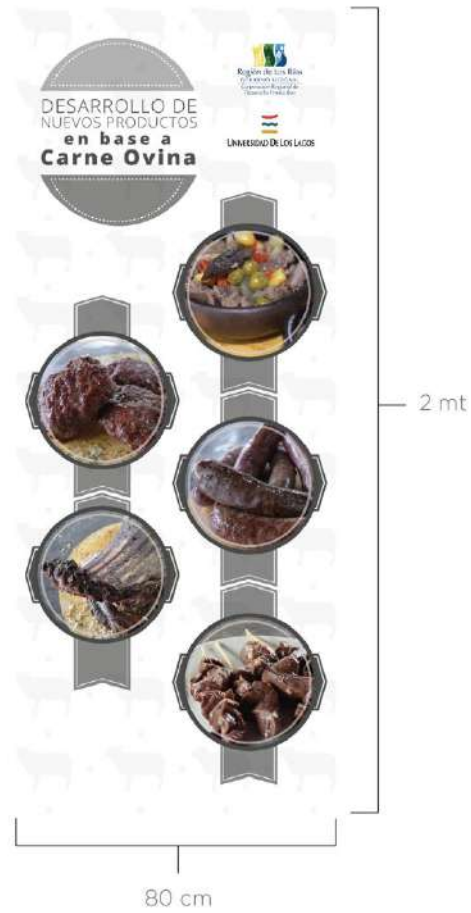 DESARROLLO DE
NUEVOS PRODUCTOS
en base a
Carne Ovina
Región de Los Ríos
UNIVERSIDAD DE LOS LAGOS
2 mt
80 cm